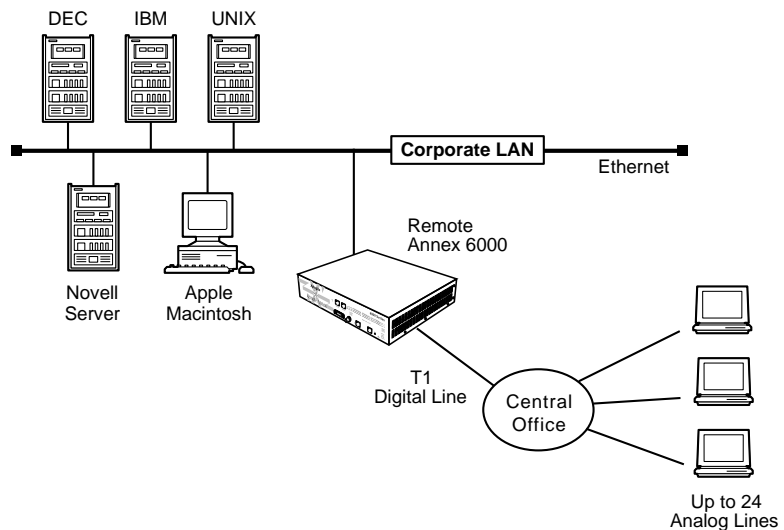 DEC
IBM
UNIX
Corporate LAN
Ethernet
Novell
Server
Apple
Macintosh
Remote
Annex 6000
T1
Digital Line
Central
Office
Up to 24
Analog Lines